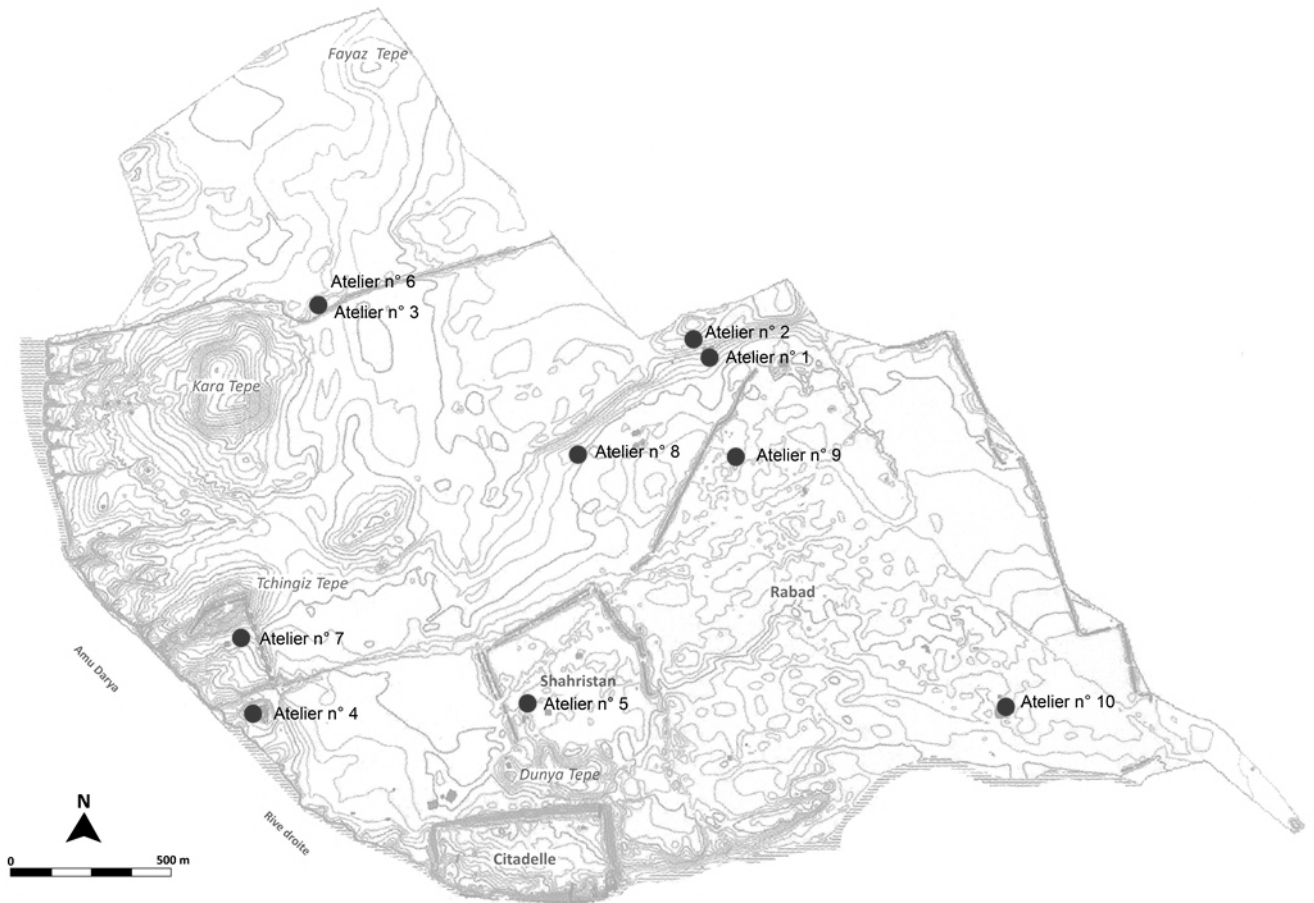 Fayaz Tepe
Atelier n° 6
Atelier n° 3
Atelier n° 2
Atelier n° 1
Kara Tepe
Atelier n° 8
Atelier n° 9
Tchingiz Tepe
Rabad
Atelier n° 7
Amu Darya
Shahristan
Atelier n° 5
Atelier n° 10
Atelier n° 4
Dunya Tepe
N
Rive droite
Citadelle
0 500 m